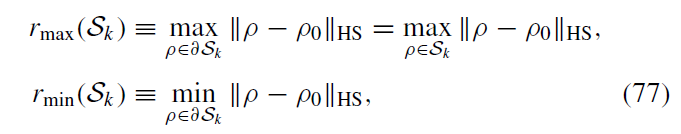 r_max(𝒮_k) ≡ max_{ρ∈∂𝒮_k} ‖ρ − ρ_0‖_HS = max_{ρ∈𝒮_k} ‖ρ − ρ_0‖_HS,
r_min(𝒮_k) ≡ min_{ρ∈∂𝒮_k} ‖ρ − ρ_0‖_HS, (77)